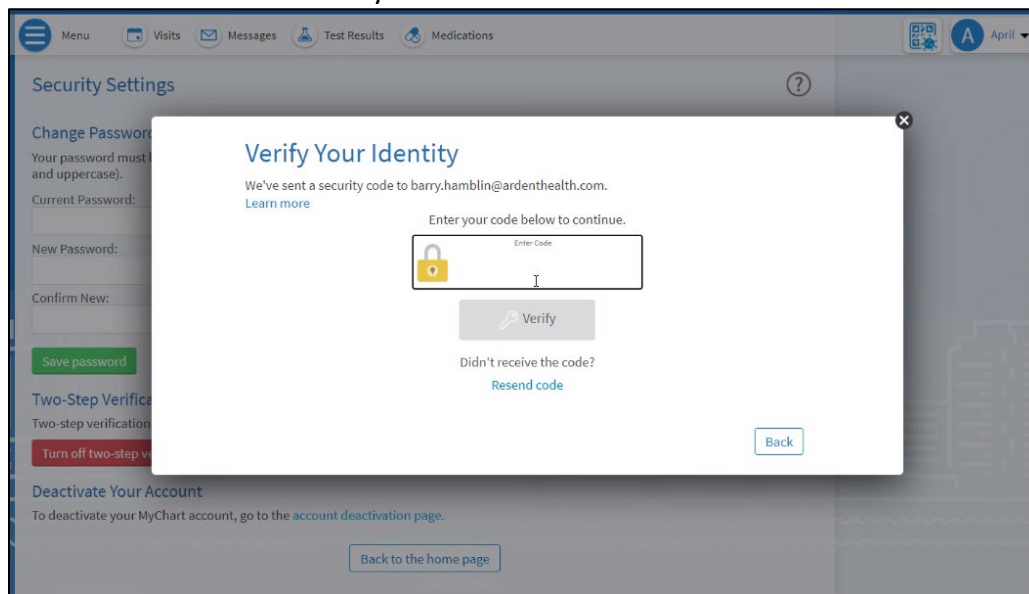 Menu Visits Messages Test Results Medications A April
Security Settings ?
Change Password
Your password must
and uppercase).
Current Password:
New Password:
Confirm New:
Save password
Two-Step Verifica
Two-step verification
Turn off two-step ve
Deactivate Your Account
To deactivate your MyChart account, go to the account deactivation page.
Back to the home page
Verify Your Identity
We've sent a security code to barry.hamblin@ardenthealth.com.
Learn more
Enter your code below to continue.
Enter Code
Verify
Didn't receive the code?
Resend code
Back